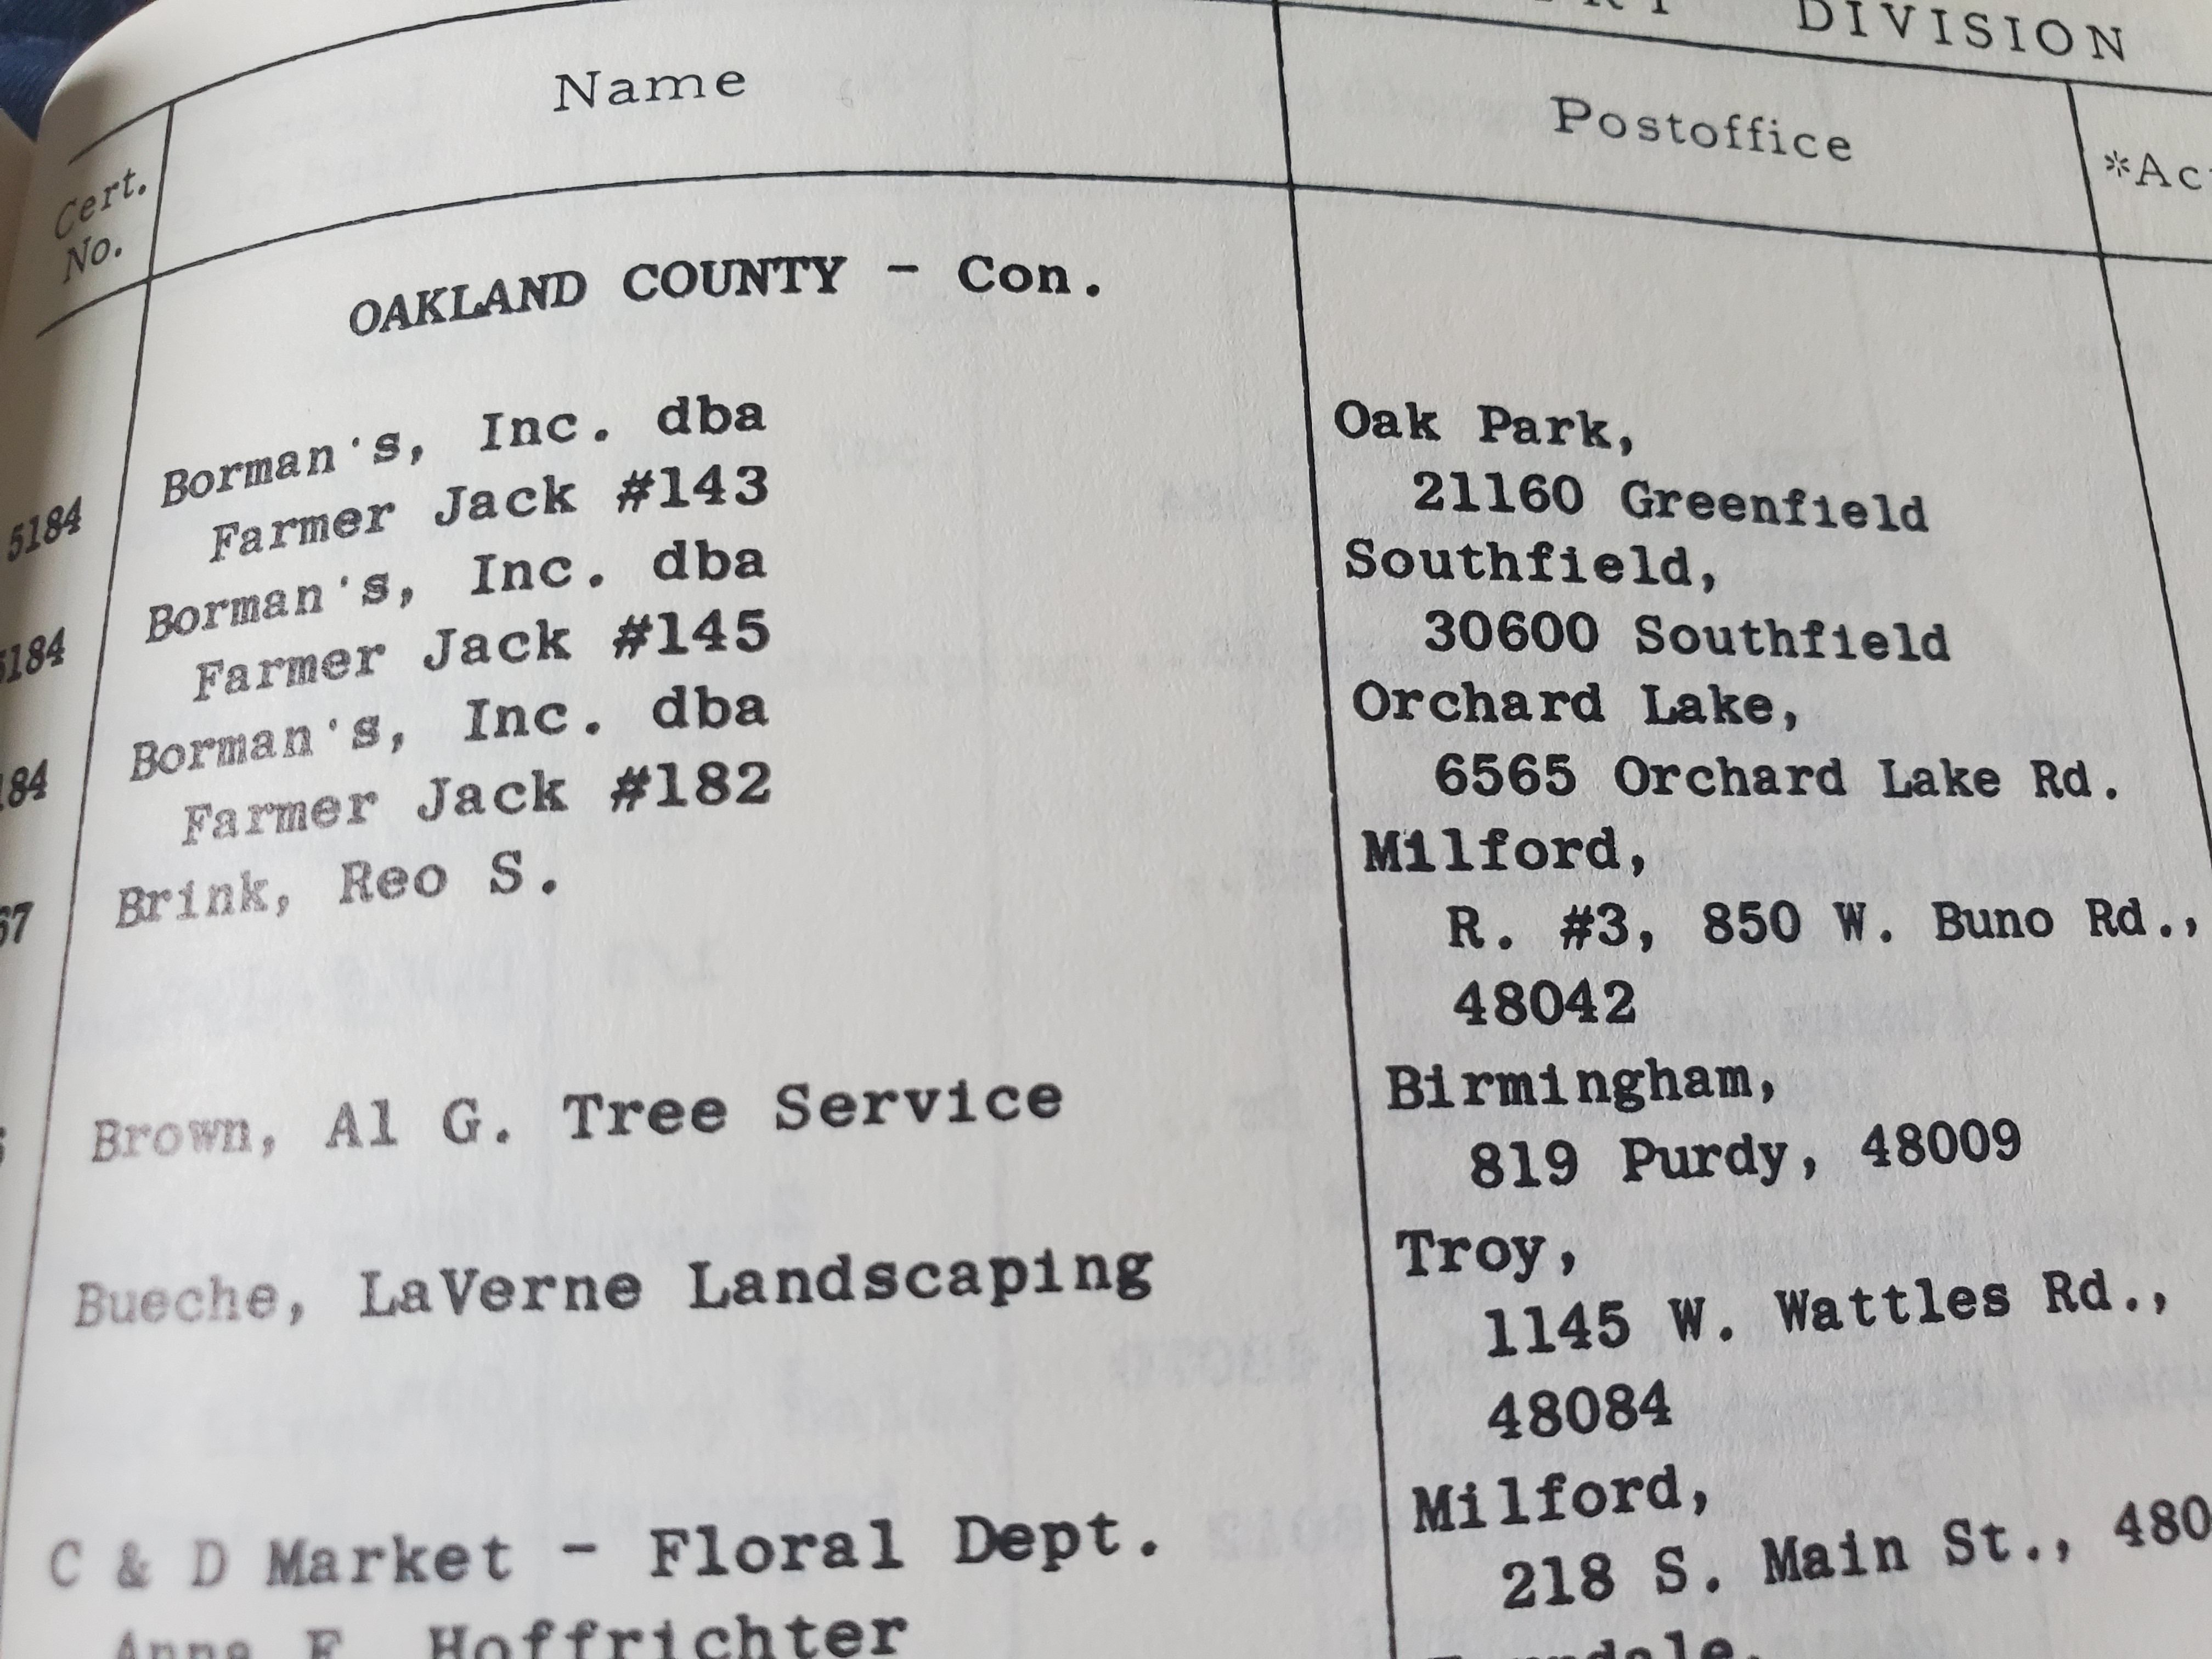 DIVISION
Cert.
No.
Name
Postoffice
OAKLAND COUNTY - Con.
5184
Borman's, Inc. dba
Farmer Jack #143
Oak Park,
21160 Greenfield
5184
Borman's, Inc. dba
Farmer Jack #145
Southfield,
30600 Southfield
184
Borman's, Inc. dba
Farmer Jack #182
Orchard Lake,
6565 Orchard Lake Rd.
67
Brink, Reo S.
Milford,
R. #3, 850 W. Buno Rd.,
48042
Brown, Al G. Tree Service
Birmingham,
819 Purdy, 48009
Bueche, LaVerne Landscaping
Troy,
1145 W. Wattles Rd.,
48084
C & D Market - Floral Dept.
Anna F. Hoffrichter
Milford,
218 S. Main St., 480